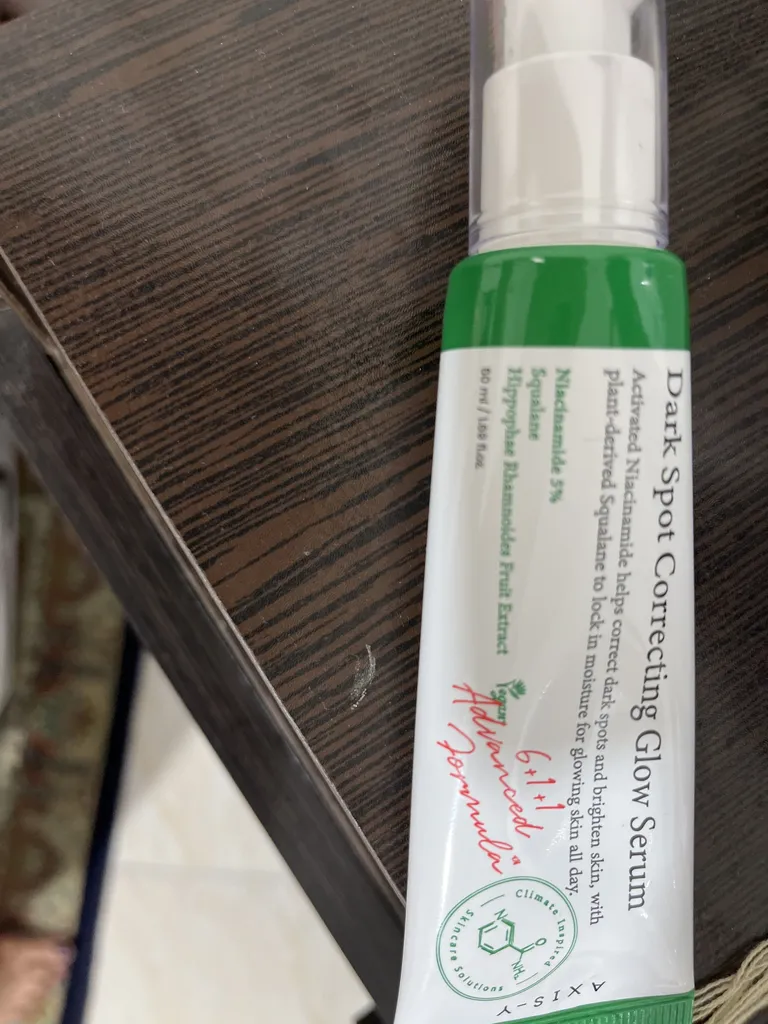 Dark Spot Correcting Glow Serum
Activated Niacinamide helps correct dark spots and brighten skin, with
plant-derived Squalane to lock in moisture for glowing skin all day.
Niacinamide 5%
Squalane
Hippophae Rhamnoides Fruit Extract
50 ml / 1.69 fl.oz.
Vegan
6+1+1
Advanced
Formula
Climate Inspired
N
O
NH₂
Skincare Solutions
AXIS-Y